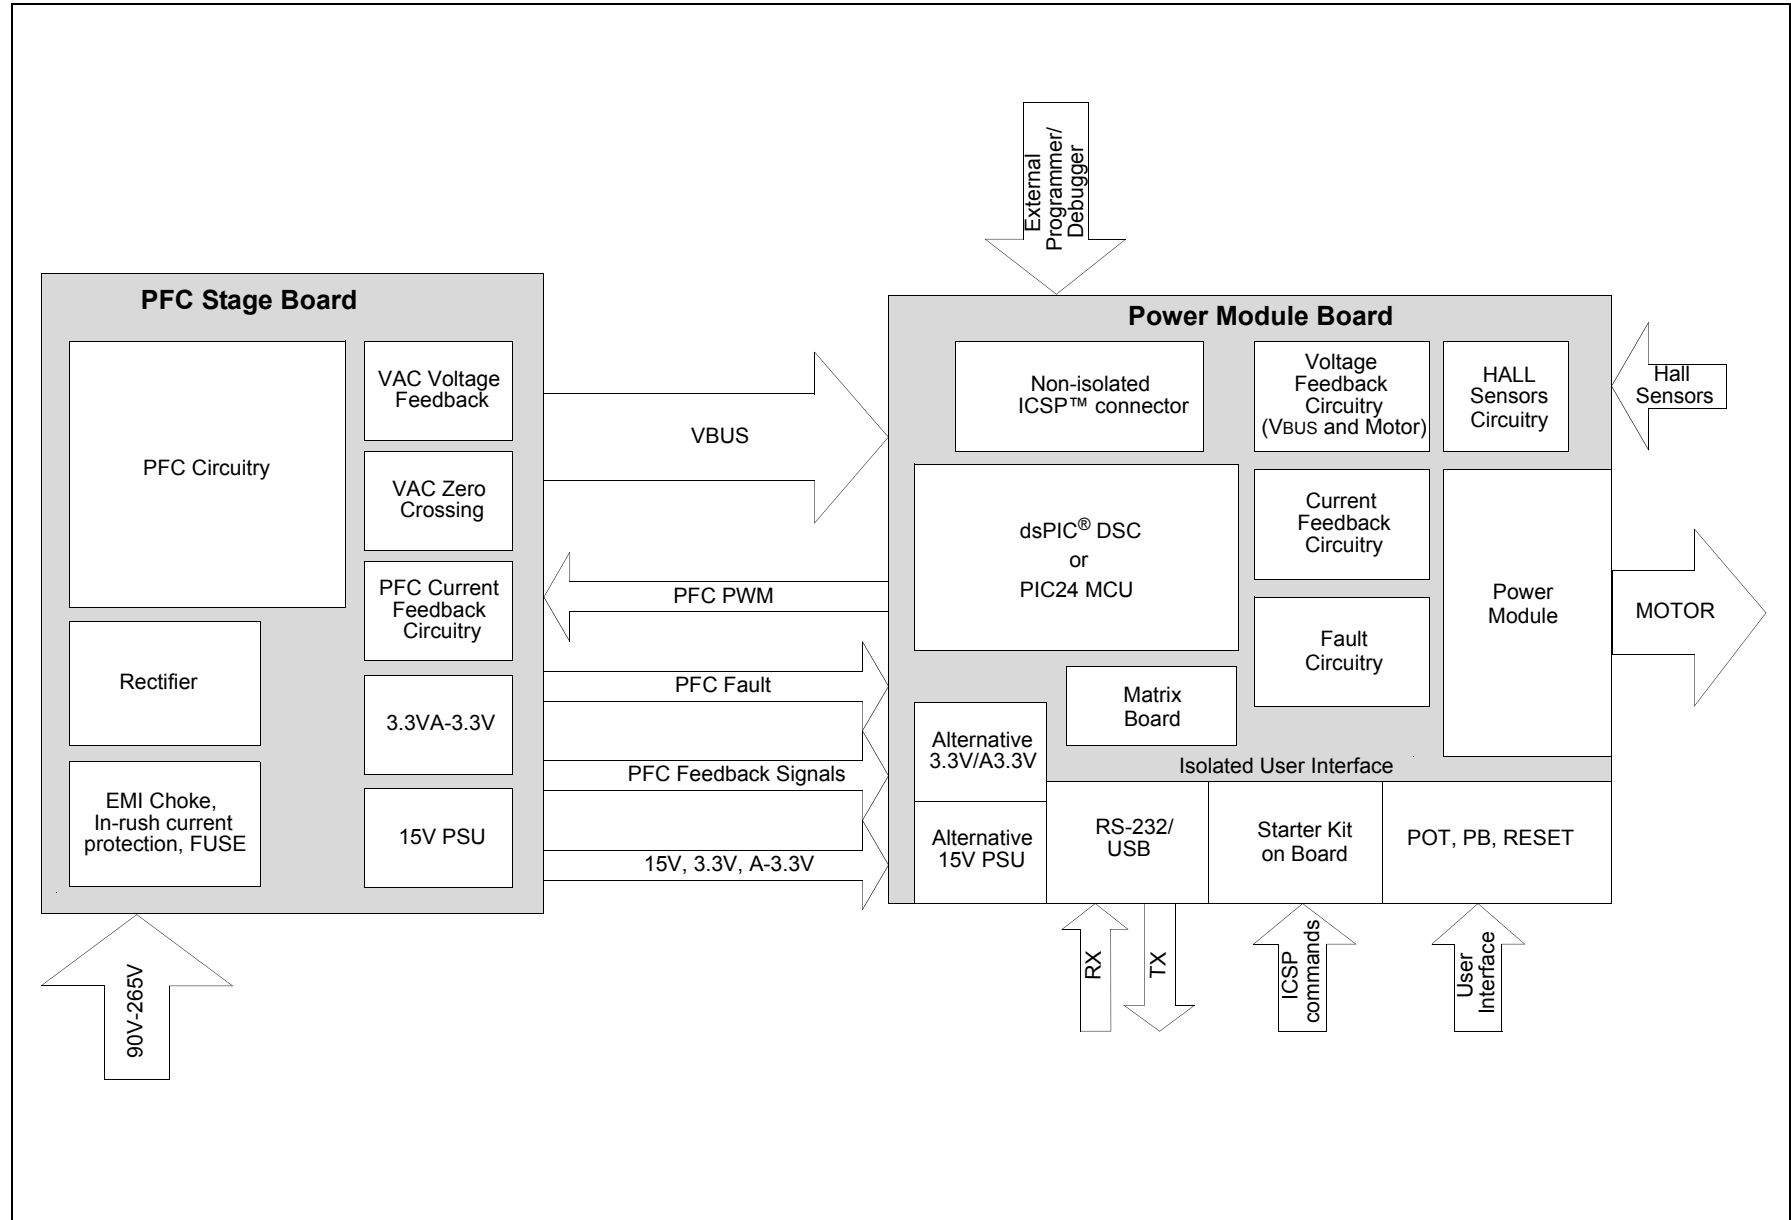 External
Programmer/
Debugger
PFC Stage Board
PFC Circuitry
VAC Voltage
Feedback
VAC Zero
Crossing
PFC Current
Feedback
Circuitry
Rectifier
3.3VA-3.3V
EMI Choke,
In-rush current
protection, FUSE
15V PSU
90V-265V
VBUS
PFC PWM
PFC Fault
PFC Feedback Signals
15V, 3.3V, A-3.3V
Power Module Board
Non-isolated
ICSP™ connector
Voltage
Feedback
Circuitry
(VBUS and Motor)
HALL
Sensors
Circuitry
Hall
Sensors
dsPIC® DSC
or
PIC24 MCU
Current
Feedback
Circuitry
Power
Module
MOTOR
Fault
Circuitry
Matrix
Board
Alternative
3.3V/A3.3V
Isolated User Interface
Alternative
15V PSU
RS-232/
USB
Starter Kit
on Board
POT, PB, RESET
RX
TX
ICSP
commands
User
Interface